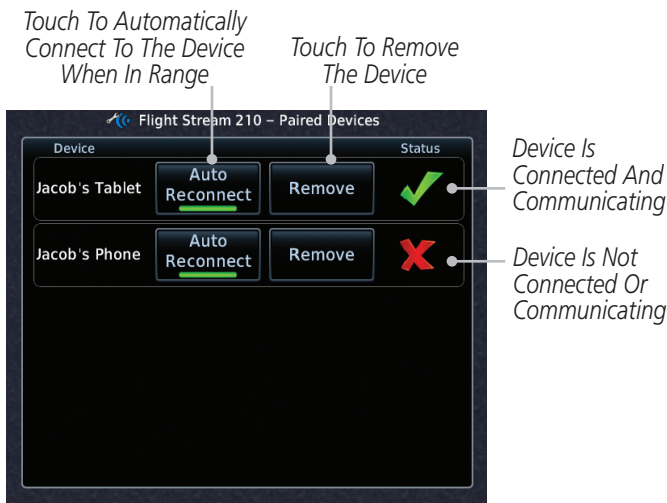 Touch To Automatically
Connect To The Device
When In Range
Touch To Remove
The Device
Flight Stream 210 – Paired Devices
Device
Status
Jacob's Tablet
Auto
Reconnect
Remove
Device Is
Connected And
Communicating
Jacob's Phone
Auto
Reconnect
Remove
Device Is Not
Connected Or
Communicating